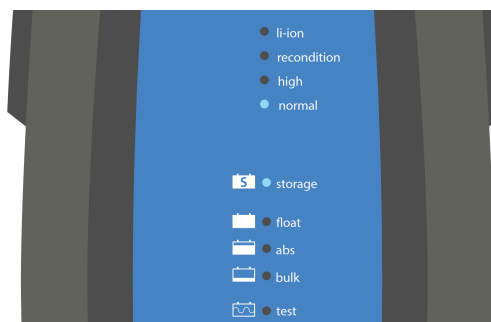 li-ion
recondition
high
normal
S storage
float
abs
bulk
test